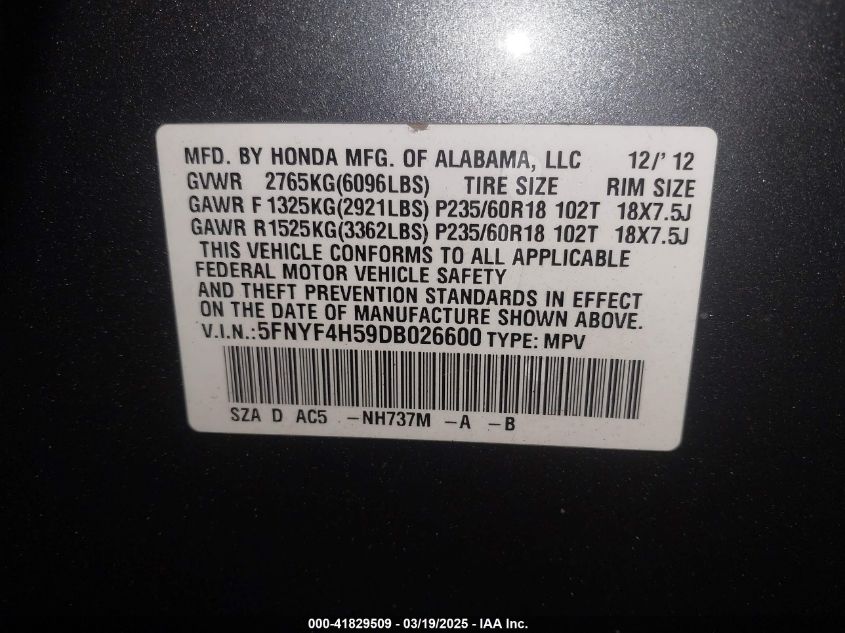 MFD. BY HONDA MFG. OF ALABAMA, LLC 12/'12
GVWR 2765KG(6096LBS) TIRE SIZE RIM SIZE
GAWR F 1325KG(2921LBS) P235/60R18 102T 18X7.5J
GAWR R1525KG(3362LBS) P235/60R18 102T 18X7.5J
THIS VEHICLE CONFORMS TO ALL APPLICABLE
FEDERAL MOTOR VEHICLE SAFETY
AND THEFT PREVENTION STANDARDS IN EFFECT
ON THE DATE OF MANUFACTURE SHOWN ABOVE.
V.I.N.:5FNYF4H59DB026600 TYPE: MPV
SZA D AC5 -NH737M -A -B
000-41829509 - 03/19/2025 - IAA Inc.